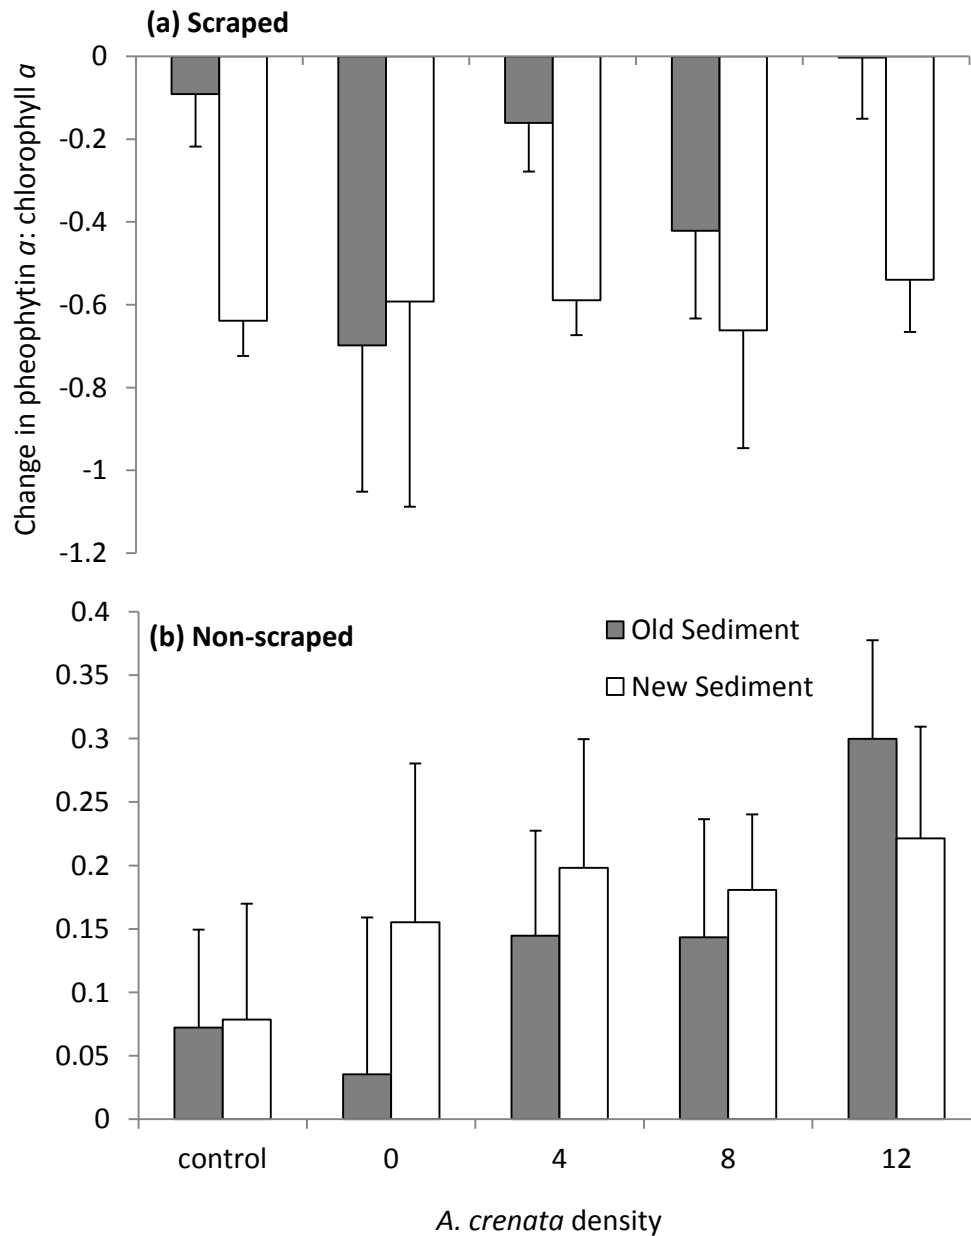 (a) Scraped
0
-0.2
-0.4
-0.6
-0.8
-1
-1.2
Change in pheophytin a: chlorophyll a
(b) Non-scraped
Old Sediment
New Sediment
0.4
0.35
0.3
0.25
0.2
0.15
0.1
0.05
0
control 0 4 8 12
A. crenata density